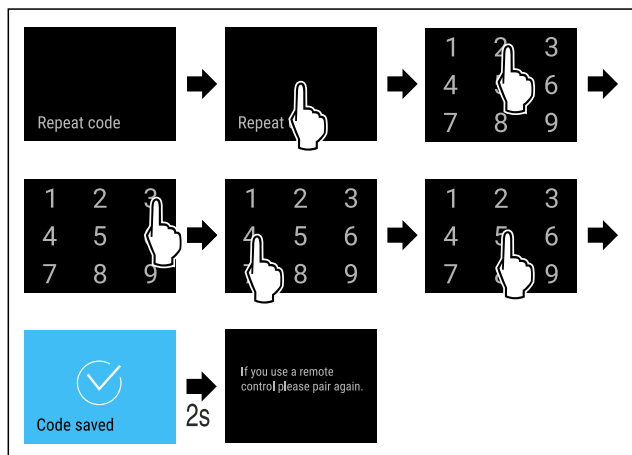 Repeat code
Repeat
1 2 3
4 6
7 8 9
1 2 3
4 5
7 8 9
1 2 3
4 5 6
8 9
1 2 3
4 5 6
7 9
Code saved
2s
If you use a remote
control please pair again.